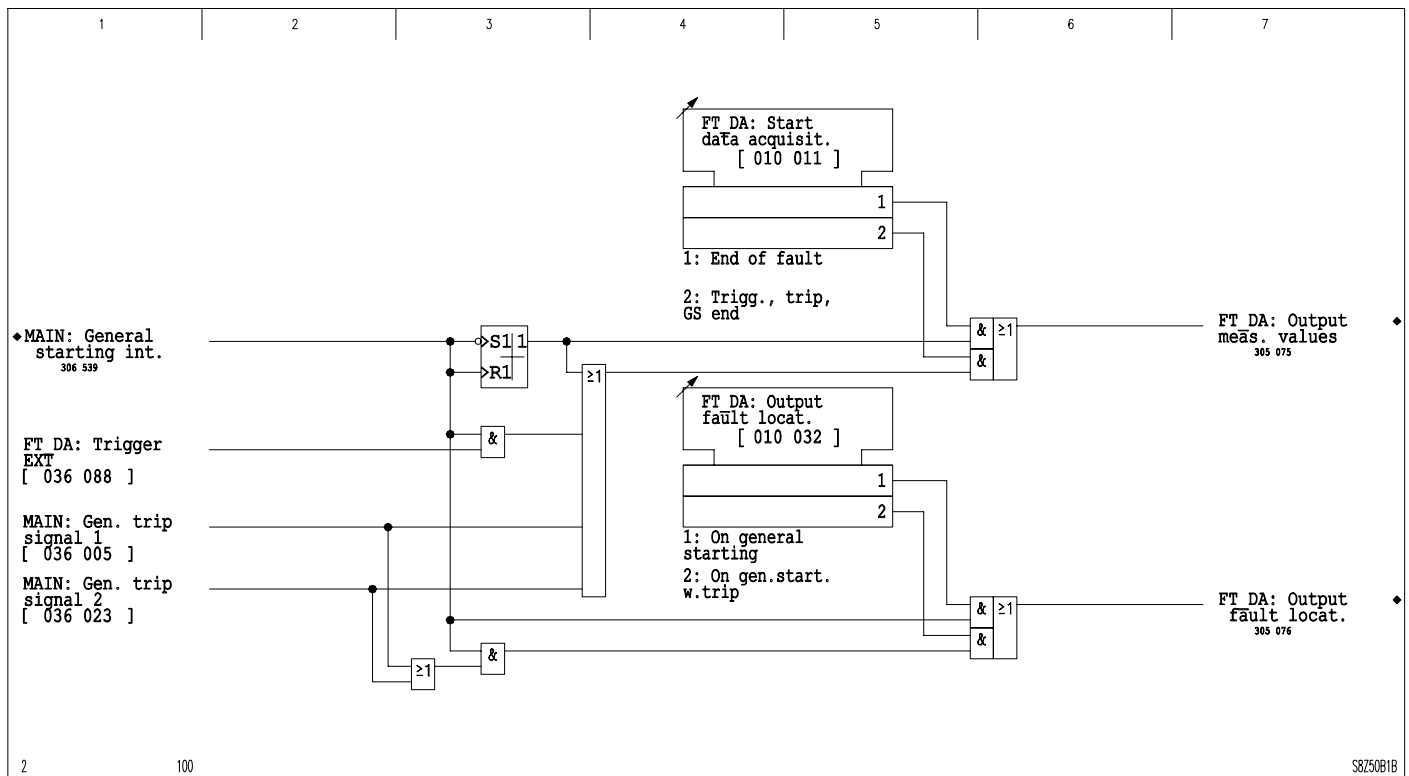 1 2 3 4 5 6 7
FT_DA: Start
data acquisit.
[ 010 011 ]
1
2
1: End of fault
2: Trigg., trip,
GS end
MAIN: General
starting int.
306 539
S1 1
R1
≥1
& ≥1
&
FT_DA: Output
meas. values
305 075
FT_DA: Output
fault locat.
[ 010 032 ]
FT_DA: Trigger
EXT
[ 036 088 ]
&
1
2
MAIN: Gen. trip
signal 1
[ 036 005 ]
1: On general
starting
2: On gen.start.
w.trip
MAIN: Gen. trip
signal 2
[ 036 023 ]
& ≥1
&
FT_DA: Output
fault locat.
305 076
&
≥1
2 100 S8Z50B1B